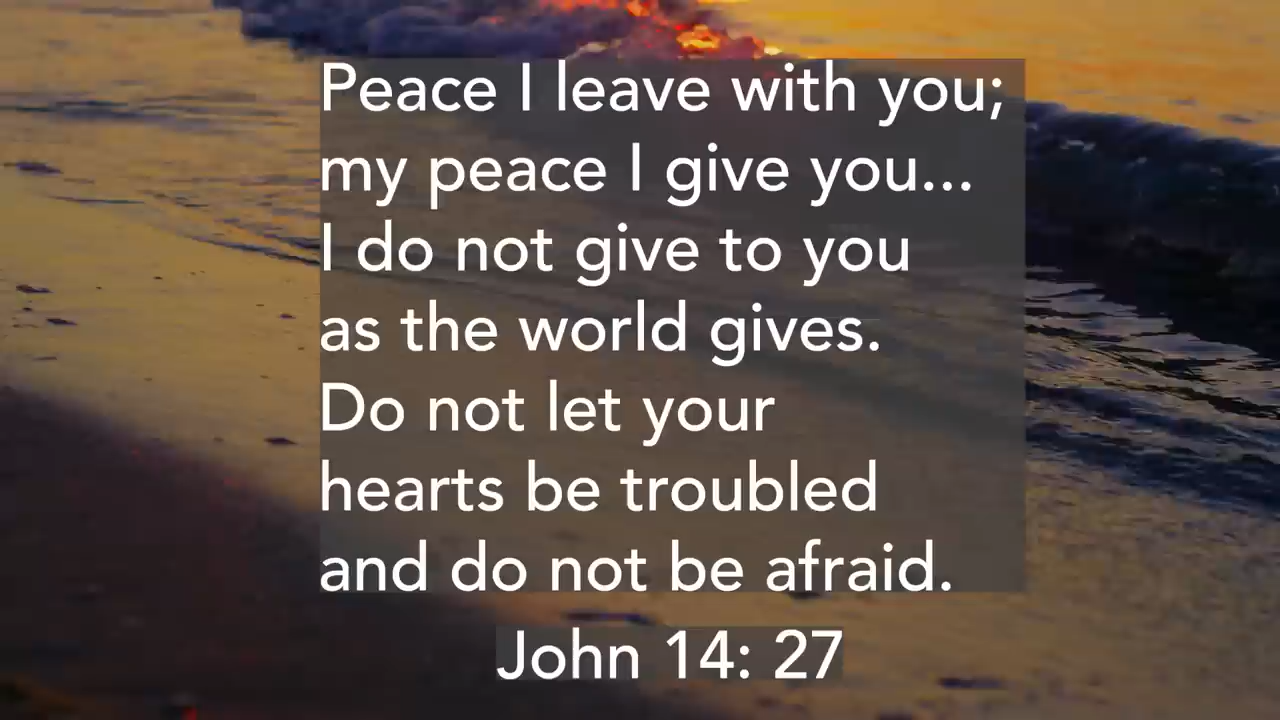 Peace I leave with you;
my peace I give you...
I do not give to you
as the world gives.
Do not let your
hearts be troubled
and do not be afraid.
John 14: 27